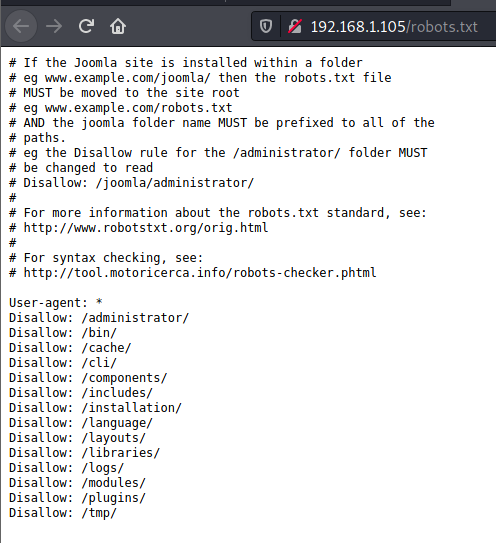 192.168.1.105/robots.txt
# If the Joomla site is installed within a folder
# eg www.example.com/joomla/ then the robots.txt file
# MUST be moved to the site root
# eg www.example.com/robots.txt
# AND the joomla folder name MUST be prefixed to all of the
# paths.
# eg the Disallow rule for the /administrator/ folder MUST
# be changed to read
# Disallow: /joomla/administrator/
#
# For more information about the robots.txt standard, see:
# http://www.robotstxt.org/orig.html
#
# For syntax checking, see:
# http://tool.motoricerca.info/robots-checker.phtml

User-agent: *
Disallow: /administrator/
Disallow: /bin/
Disallow: /cache/
Disallow: /cli/
Disallow: /components/
Disallow: /includes/
Disallow: /installation/
Disallow: /language/
Disallow: /layouts/
Disallow: /libraries/
Disallow: /logs/
Disallow: /modules/
Disallow: /plugins/
Disallow: /tmp/